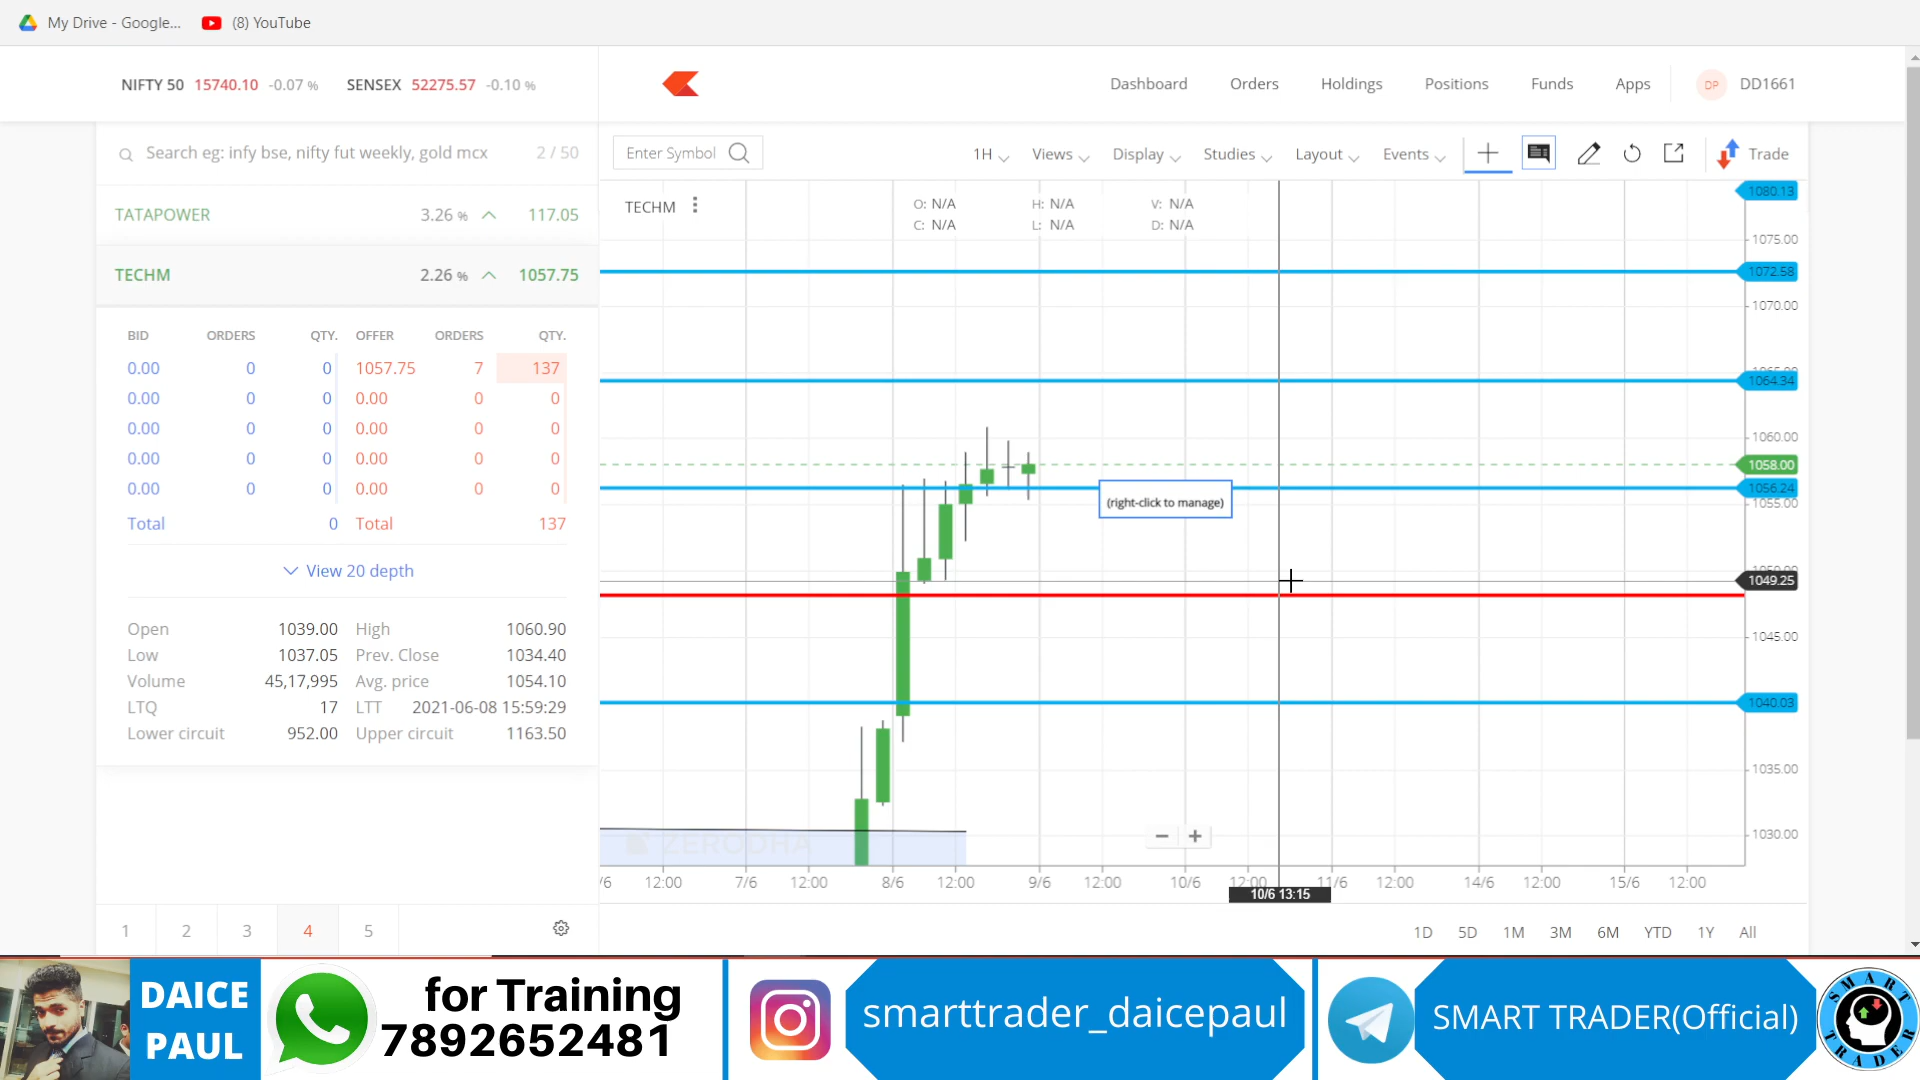 My Drive - Google...
(8) YouTube
NIFTY 50 15740.10 -0.07 % SENSEX 52275.57 -0.10 %
Dashboard Orders Holdings Positions Funds Apps DP DD1661
Search eg: infy bse, nifty fut weekly, gold mcx 2 / 50
TATAPOWER 3.26 % 117.05
TECHM 2.26 % 1057.75
BID ORDERS QTY. OFFER ORDERS QTY.
0.00 0 0 1057.75 7 137
0.00 0 0 0.00 0 0
0.00 0 0 0.00 0 0
0.00 0 0 0.00 0 0
0.00 0 0 0.00 0 0
Total 0 Total 137
View 20 depth
Open 1039.00 High 1060.90
Low 1037.05 Prev. Close 1034.40
Volume 45,17,995 Avg. price 1054.10
LTQ 17 LTT 2021-06-08 15:59:29
Lower circuit 952.00 Upper circuit 1163.50
1 2 3 4 5
Enter Symbol 1H Views Display Studies Layout Events Trade
TECHM
O: N/A H: N/A V: N/A
C: N/A L: N/A D: N/A
1080.13
1075.00
1072.58
1070.00
1064.34
1060.00
1058.00
1056.24
1055.00
(right-click to manage)
1049.25
1045.00
1040.03
1035.00
1030.00
ZERODHA
/6 12:00 7/6 12:00 8/6 12:00 9/6 12:00 10/6 12:00 11/6 12:00 14/6 12:00 15/6 12:00
10/6 13:15
1D 5D 1M 3M 6M YTD 1Y All
DAICE
PAUL
for Training
7892652481
smarttrader_daicepaul
SMART TRADER(Official)
SMART
TRADER